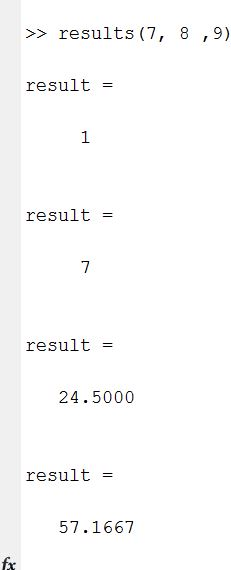 >> results(7, 8 ,9)
result =
1
result =
7
result =
24.5000
result =
57.1667
fx